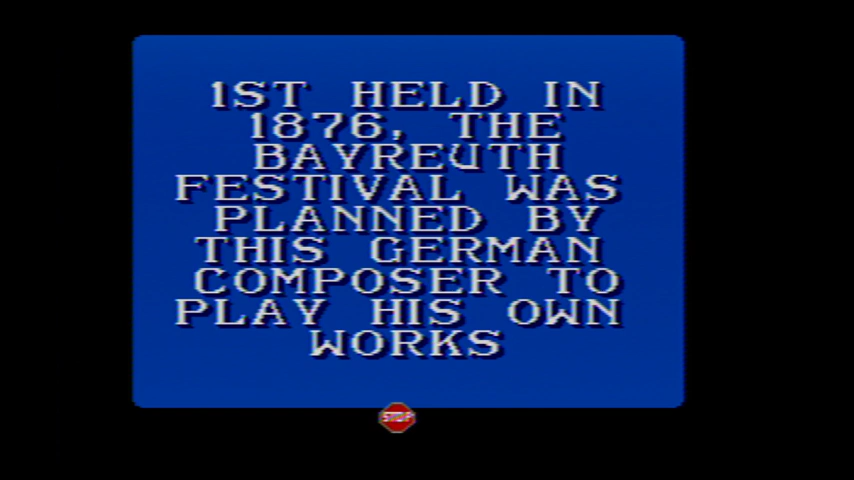 1ST HELD IN
1876, THE
BAYREUTH
FESTIVAL WAS
PLANNED BY
THIS GERMAN
COMPOSER TO
PLAY HIS OWN
WORKS
STOP